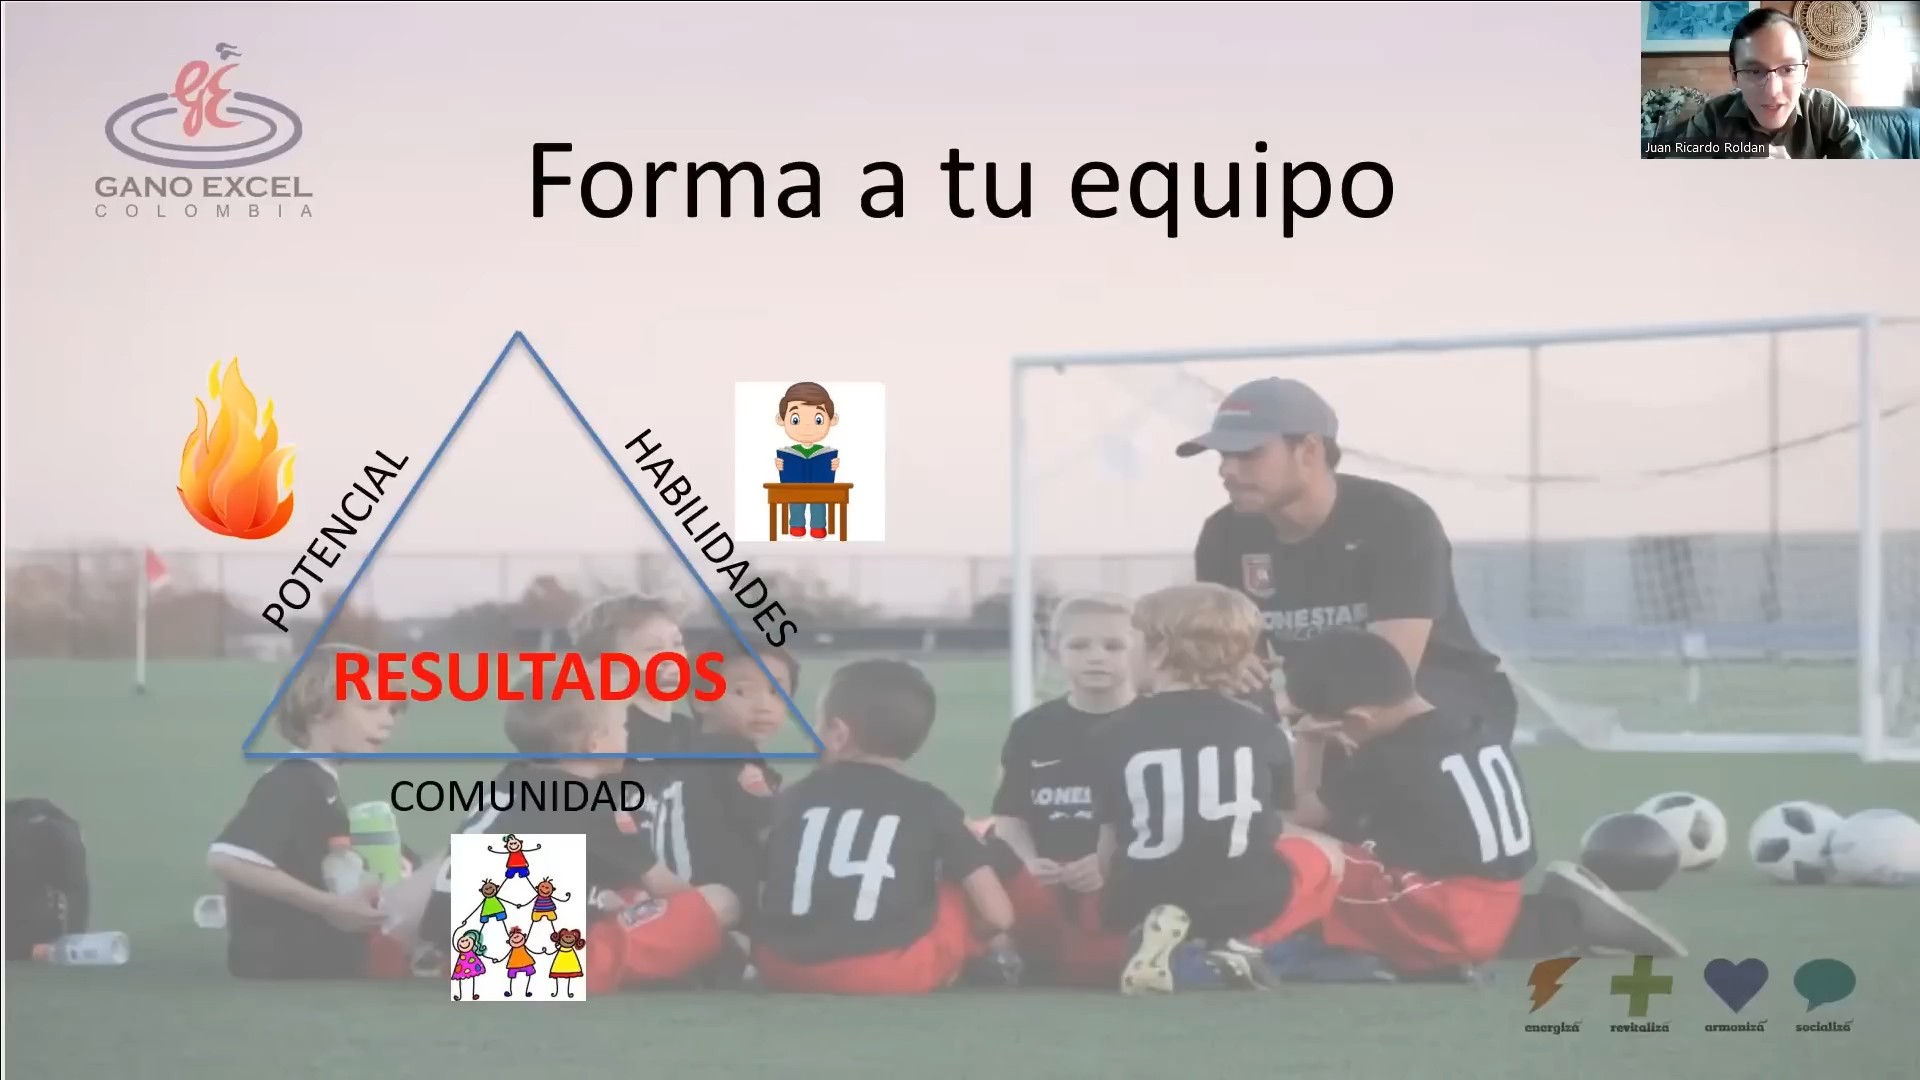 GE
GANO EXCEL
COLOMBIA
Forma a tu equipo
Juan Ricardo Roldan
POTENCIAL
HABILIDADES
RESULTADOS
COMUNIDAD
14
04
10
energiza
revitaliza
armoniza
socializa